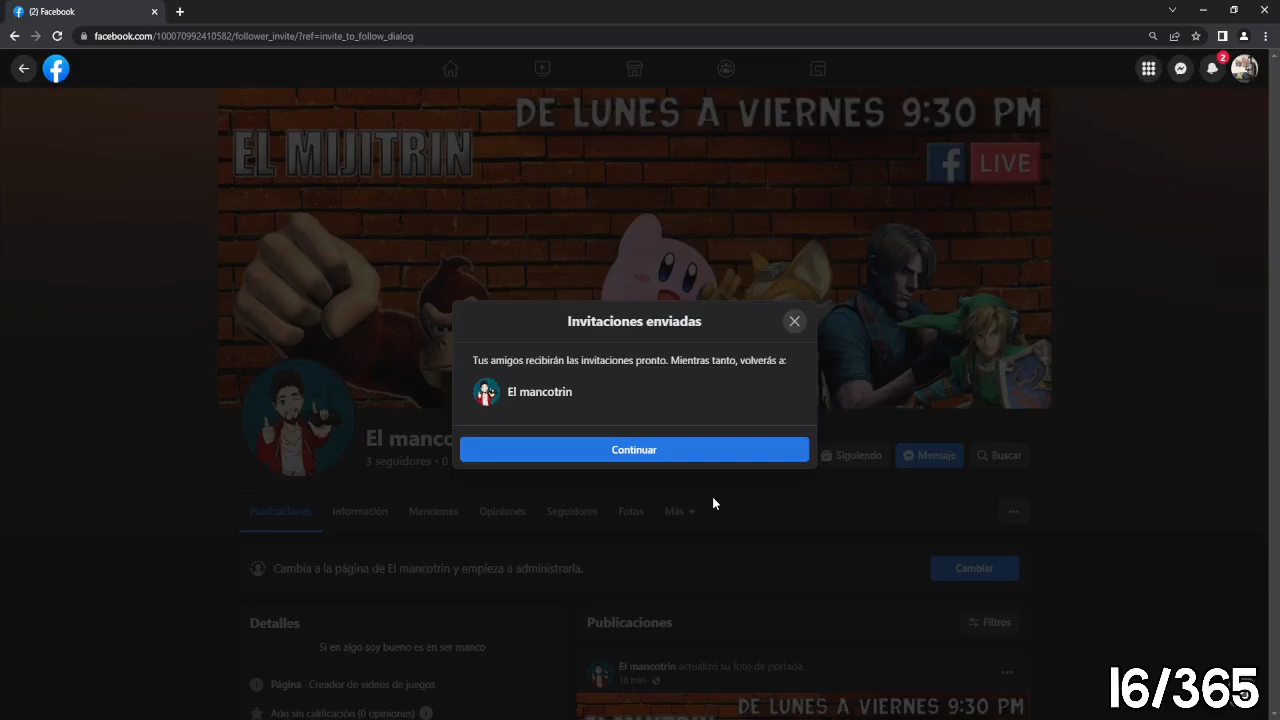 (2) Facebook
facebook.com/100070992410582/follower_invite/?ref=invite_to_follow_dialog
2
DE LUNES A VIERNES 9:30 PM
EL MIJITRIN
LIVE
Invitaciones enviadas
Tus amigos recibirán las invitaciones pronto. Mientras tanto, volverás a:
El mancotrin
Continuar
El manco
3 seguidores • 0
Siguiendo
Mensaje
Buscar
Publicaciones
Información
Menciones
Opiniones
Seguidores
Fotos
Más
Cambia a la página de El mancotrin y empieza a administrarla.
Cambiar
Detalles
Si en algo soy bueno es en ser manco
Página · Creador de videos de juegos
Aún sin calificación (0 opiniones)
Publicaciones
Filtros
El mancotrin actualizó su foto de portada.
18 min ·
DE LUNES A VIERNES 9:30 PM
16/365